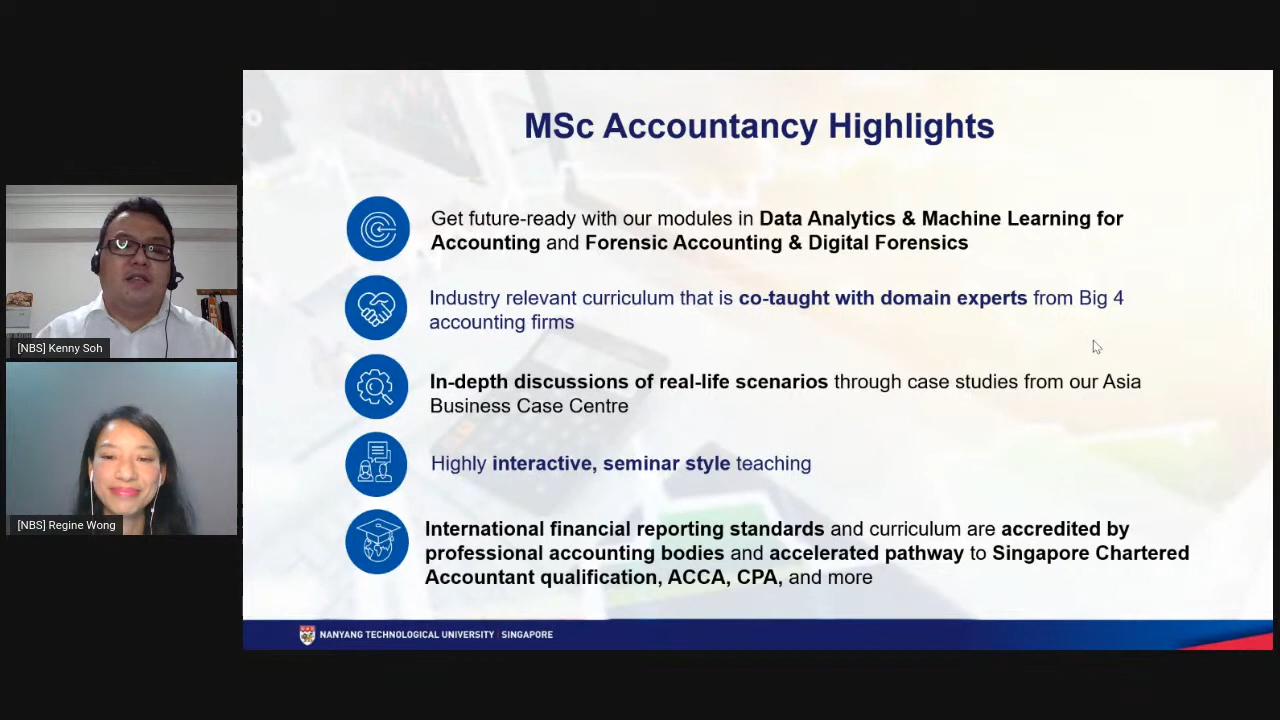 MSc Accountancy Highlights
Get future-ready with our modules in Data Analytics & Machine Learning for
Accounting and Forensic Accounting & Digital Forensics
Industry relevant curriculum that is co-taught with domain experts from Big 4
accounting firms
In-depth discussions of real-life scenarios through case studies from our Asia
Business Case Centre
Highly interactive, seminar style teaching
International financial reporting standards and curriculum are accredited by
professional accounting bodies and accelerated pathway to Singapore Chartered
Accountant qualification, ACCA, CPA, and more
[NBS] Kenny Soh
[NBS] Regine Wong
NANYANG TECHNOLOGICAL UNIVERSITY | SINGAPORE